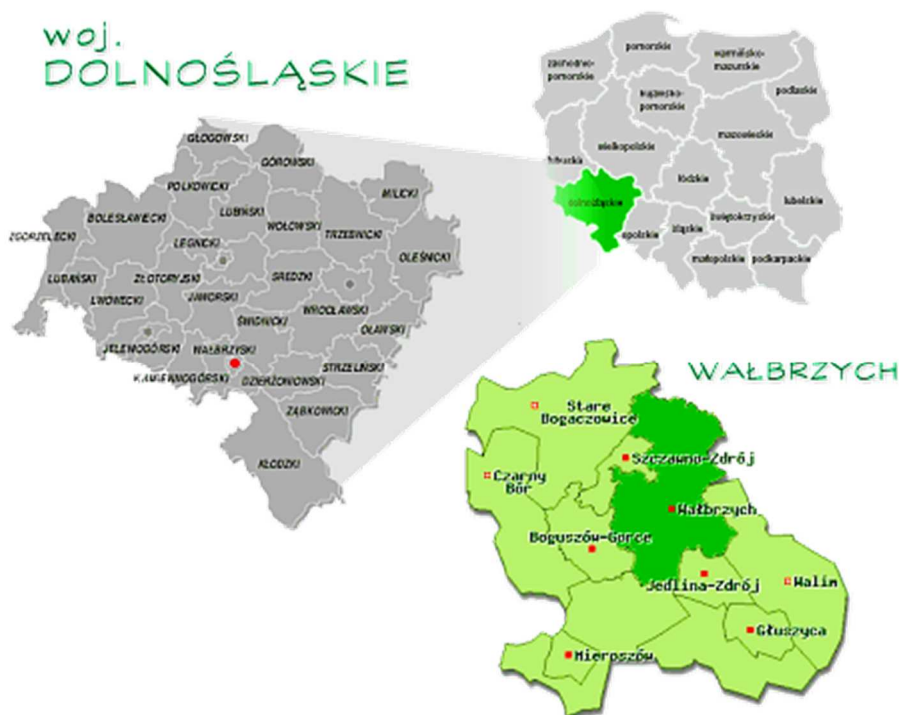 woj.
DOLNOŚLĄSKIE
GŁOGOWSKI
GÓROWSKI
POLKOWICKI
MILICKI
LUBIŃSKI
BOLESŁAWIECKI
WOŁOWSKI
TRZEBNICKI
ZGORZELECKI
LEGNICKI
OLEŚNICKI
LUBAŃSKI
ZŁOTORYJSKI
ŚREDZKI
LWOWECKI
JAWORSKI
WROCŁAWSKI
ŚWIDNICKI
OŁAWSKI
JELENIOGÓRSKI
WAŁBRZYSKI
STRZELIŃSKI
KAMIENNOGÓRSKI
DZIERŻONIOWSKI
ZĄBKOWICKI
KŁODZKI
pomorskie
warmińsko-
mazurskie
zachodnio-
pomorskie
podlaskie
kujawsko-
pomorskie
mazowieckie
wielkopolskie
lubuskie
łódzkie
lubelskie
dolnośląskie
świętokrzyskie
opolskie
śląskie
małopolskie
podkarpackie
WAŁBRZYCH
Stare
Bogaczowice
Szczawno-Zdrój
Czarny
Bór
Wałbrzych
Boguszów-Gorce
Jedlina-Zdrój
Walim
Głuszyca
Mieroszów